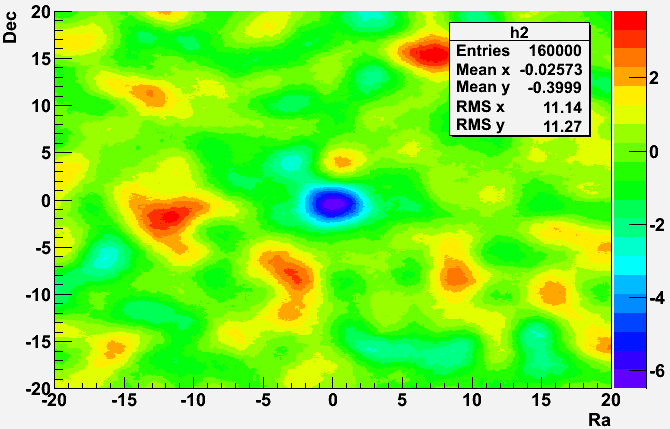 Dec
20
15
10
5
0
-5
-10
-15
-20
h2
Entries 160000
Mean x -0.02573
Mean y -0.3999
RMS x 11.14
RMS y 11.27
2
0
-2
-4
-6
-20 -15 -10 -5 0 5 10 15 20
Ra